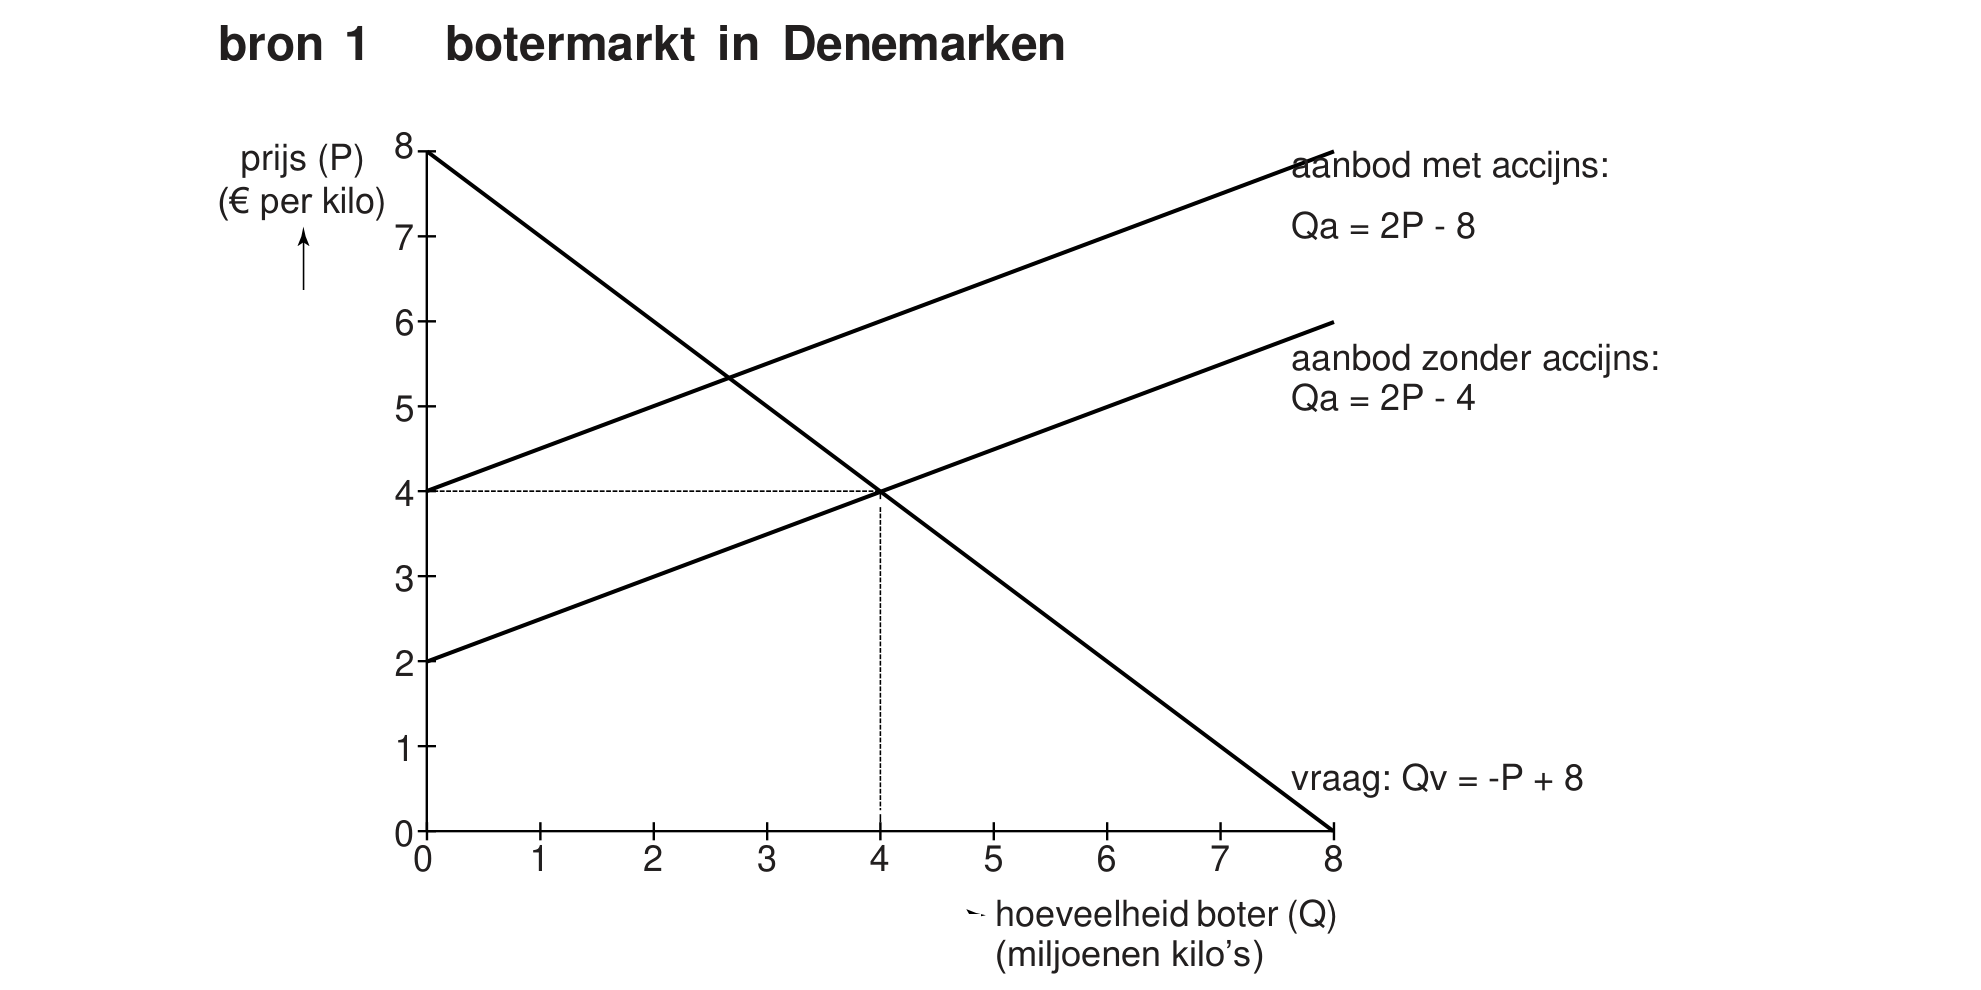 bron 1 botermarkt in Denemarken
prijs (P)
(€ per kilo)
8
7
6
5
4
3
2
1
0
0 1 2 3 4 5 6 7 8
aanbod met accijns:
Qa = 2P - 8
aanbod zonder accijns:
Qa = 2P - 4
vraag: Qv = -P + 8
hoeveelheid boter (Q)
(miljoenen kilo’s)